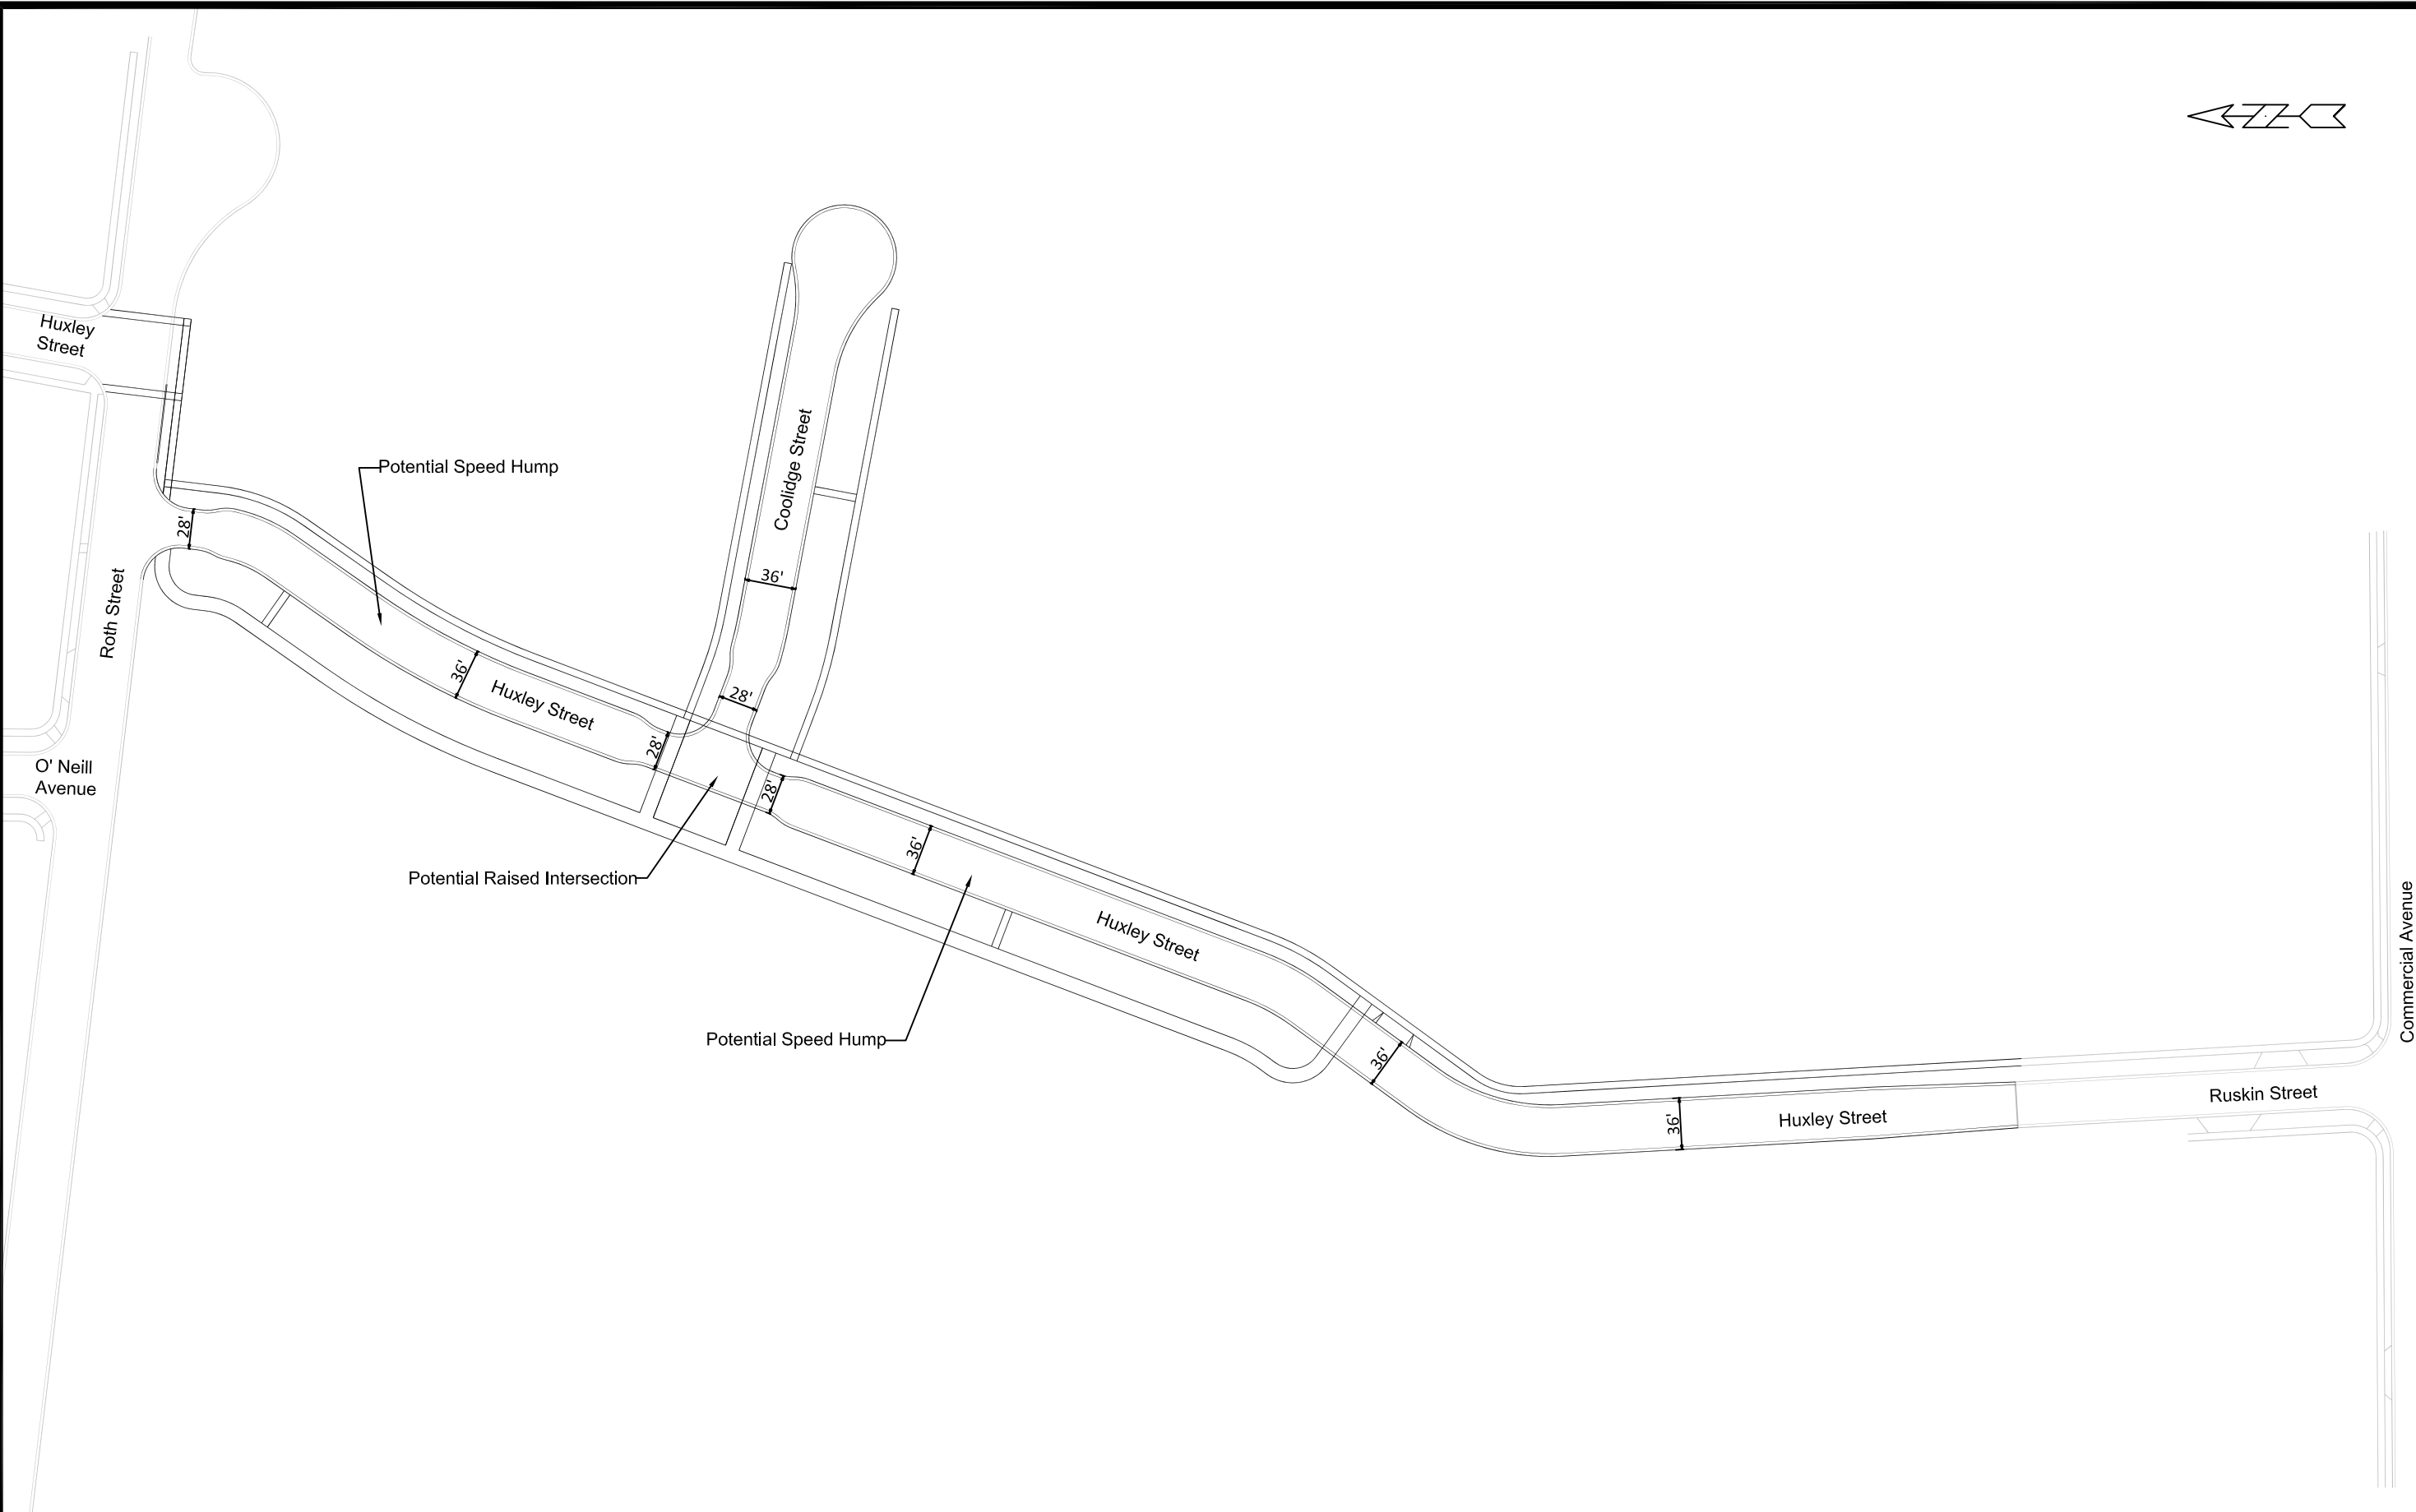 Huxley
Street
Potential Speed Hump
Coolidge Street
28'
Roth Street
36'
36'
Huxley Street
28'
28'
O' Neill
Avenue
28'
Potential Raised Intersection
36'
Huxley Street
Commercial Avenue
Potential Speed Hump
36'
Ruskin Street
36'
Huxley Street